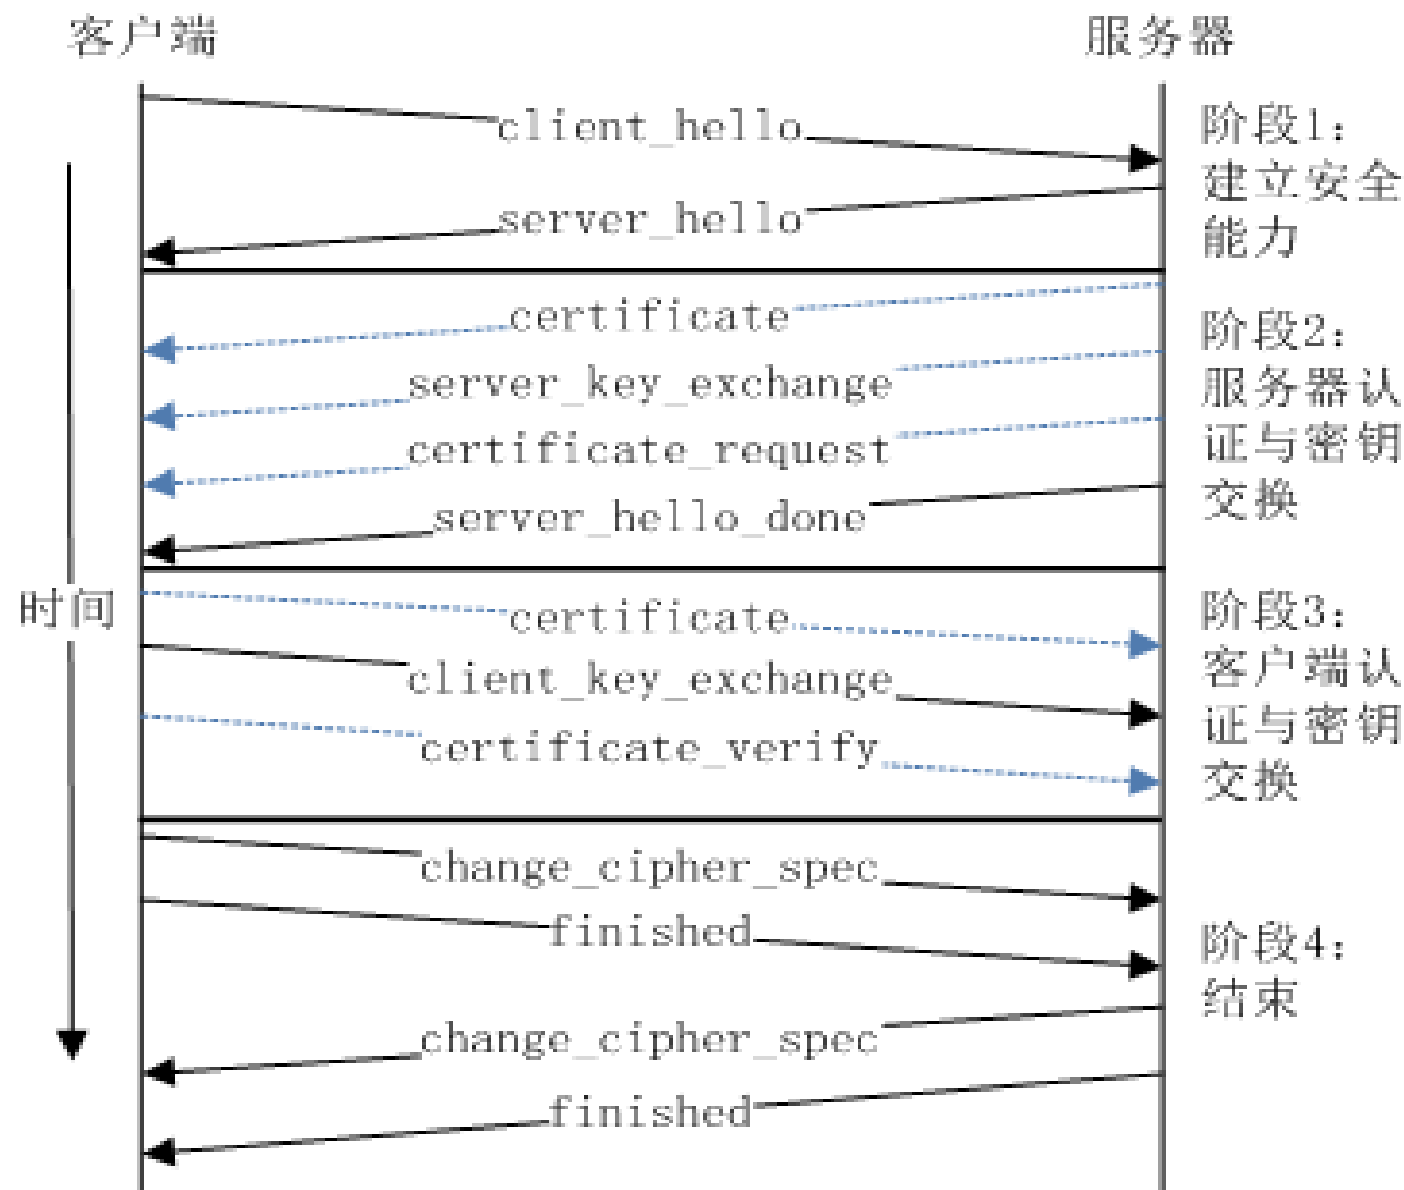 客户端
服务器
client_hello
server_hello
阶段1：
建立安全
能力
certificate
server_key_exchange
certificate_request
server_hello_done
阶段2：
服务器认
证与密钥
交换
时间
certificate
client_key_exchange
certificate_verify
阶段3：
客户端认
证与密钥
交换
change_cipher_spec
finished
change_cipher_spec
finished
阶段4：
结束